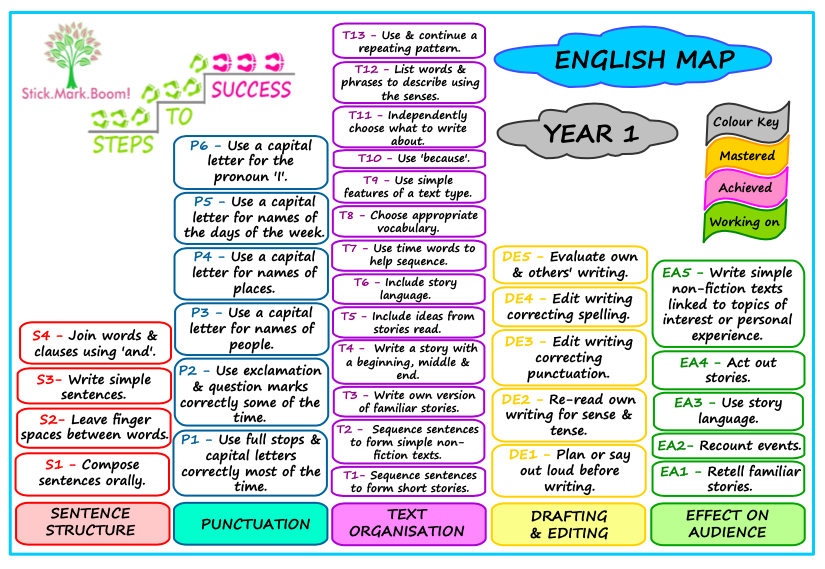 Stick.Mark.Boom!
STEPS
TO
SUCCESS
ENGLISH MAP
YEAR 1
Colour Key
Mastered
Achieved
Working on
S4 - Join words &
clauses using 'and'.
S3- Write simple
sentences.
S2- Leave finger
spaces between words.
S1 - Compose
sentences orally.
SENTENCE
STRUCTURE
P6 - Use a capital
letter for the
pronoun 'I'.
P5 - Use a capital
letter for names of
the days of the week.
P4 - Use a capital
letter for names of
places.
P3 - Use a capital
letter for names of
people.
P2 - Use exclamation
& question marks
correctly some of the
time.
P1 - Use full stops &
capital letters
correctly most of the
time.
PUNCTUATION
T13 - Use & continue a
repeating pattern.
T12 - List words &
phrases to describe using
the senses.
T11 - Independently
choose what to write
about.
T10 - Use 'because'.
T9 - Use simple
features of a text type.
T8 - Choose appropriate
vocabulary.
T7 - Use time words to
help sequence.
T6 - Include story
language.
T5 - Include ideas from
stories read.
T4 - Write a story with
a beginning, middle &
end.
T3 - Write own version
of familiar stories.
T2 - Sequence sentences
to form simple non-
fiction texts.
T1- Sequence sentences
to form short stories.
TEXT
ORGANISATION
DE5 - Evaluate own
& others' writing.
DE4 - Edit writing
correcting spelling.
DE3 - Edit writing
correcting
punctuation.
DE2 - Re-read own
writing for sense &
tense.
DE1 - Plan or say
out loud before
writing.
DRAFTING
& EDITING
EA5 - Write simple
non-fiction texts
linked to topics of
interest or personal
experience.
EA4 - Act out
stories.
EA3 - Use story
language.
EA2- Recount events.
EA1 - Retell familiar
stories.
EFFECT ON
AUDIENCE